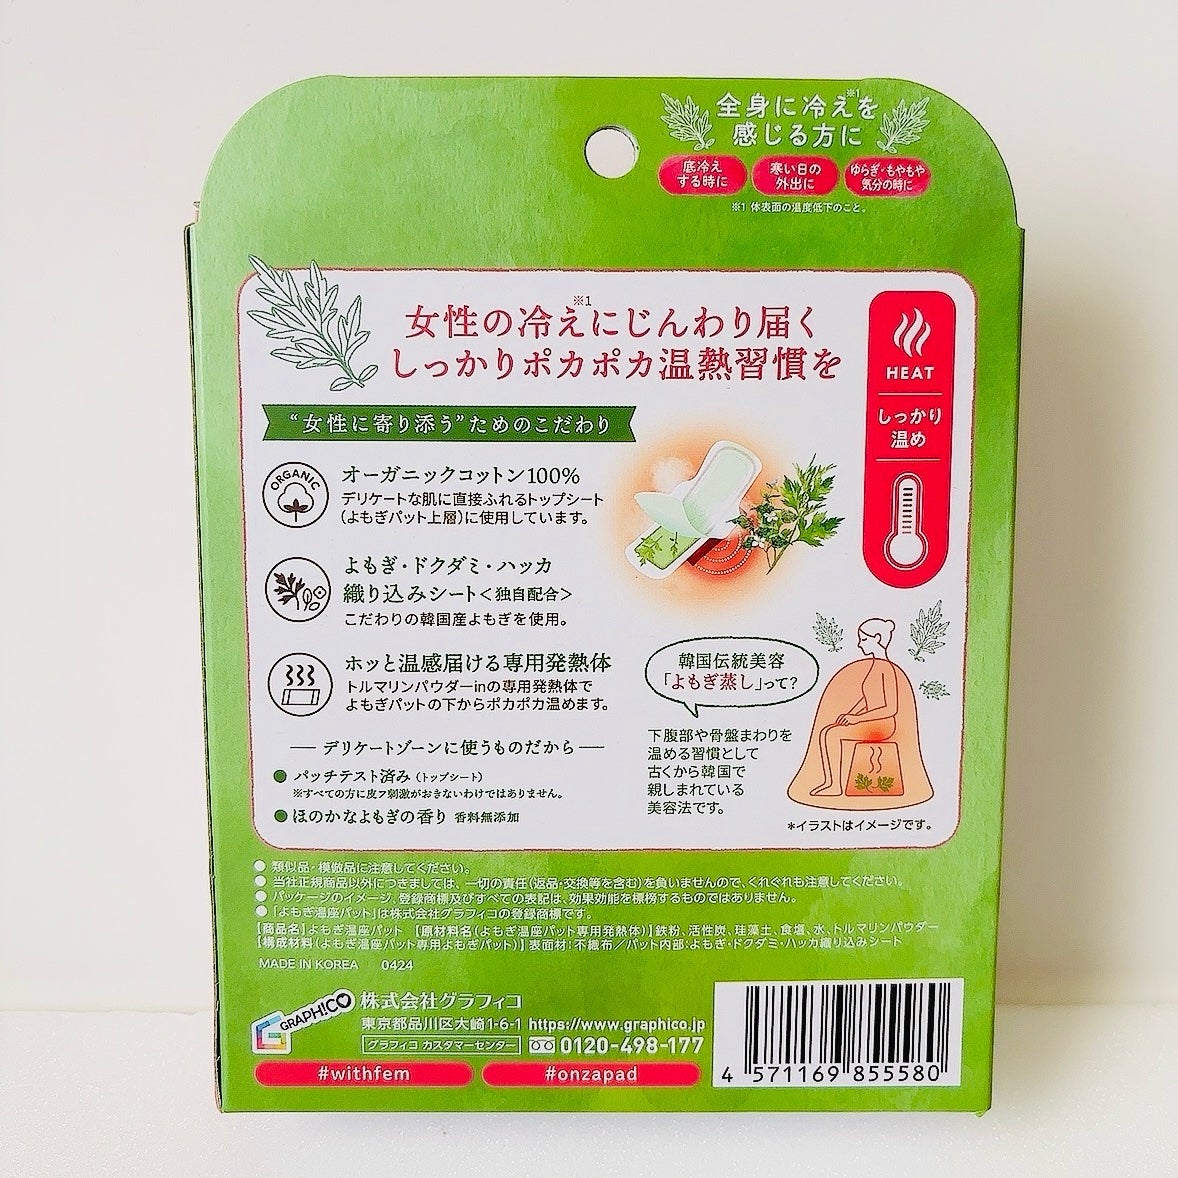 全身に冷え※1を
感じる方に
底冷え
する時に
寒い日の
外出に
ゆらぎ・もやもや
気分の時に
※1 体表面の温度低下のこと。
女性の冷え※1にじんわり届く
しっかりポカポカ温熱習慣を
HEAT
しっかり
温め
“女性に寄り添う”ためのこだわり
ORGANIC
オーガニックコットン100%
デリケートな肌に直接ふれるトップシート
(よもぎパット上層)に使用しています。
よもぎ・ドクダミ・ハッカ
織り込みシート<独自配合>
こだわりの韓国産よもぎを使用。
ホッと温感届ける専用発熱体
トルマリンパウダーinの専用発熱体で
よもぎパットの下からポカポカ温めます。
デリケートゾーンに使うものだから
●パッチテスト済み(トップシート)
※すべての方に皮フ刺激がおきないわけではありません。
●ほのかなよもぎの香り 香料無添加
韓国伝統美容
「よもぎ蒸し」って?
下腹部や骨盤まわりを
温める習慣として
古くから韓国で
親しまれている
美容法です。
*イラストはイメージです。
●類似品・模倣品に注意してください。
●当社正規商品以外につきましては、一切の責任(返品・交換等を含む)を負いませんので、くれぐれも注意してください。
●パッケージのイメージ、登録商標及びすべての表記は、効果効能を標榜するものではありません。
●「よもぎ温座パット」は株式会社グラフィコの登録商標です。
【商品名】よもぎ温座パット 【原材料名(よもぎ温座パット専用発熱体)】鉄粉、活性炭、珪藻土、食塩、水、トルマリンパウダー
【構成材料(よもぎ温座パット専用よもぎパット)】表面材:不織布/パット内部:よもぎ・ドクダミ・ハッカ織り込みシート
MADE IN KOREA 0424
GRAPH!CO
株式会社グラフィコ
東京都品川区大崎1-6-1 https://www.graphico.jp
グラフィコ カスタマーセンター 0120-498-177
#withfem
#onzapad
4 571169 855580